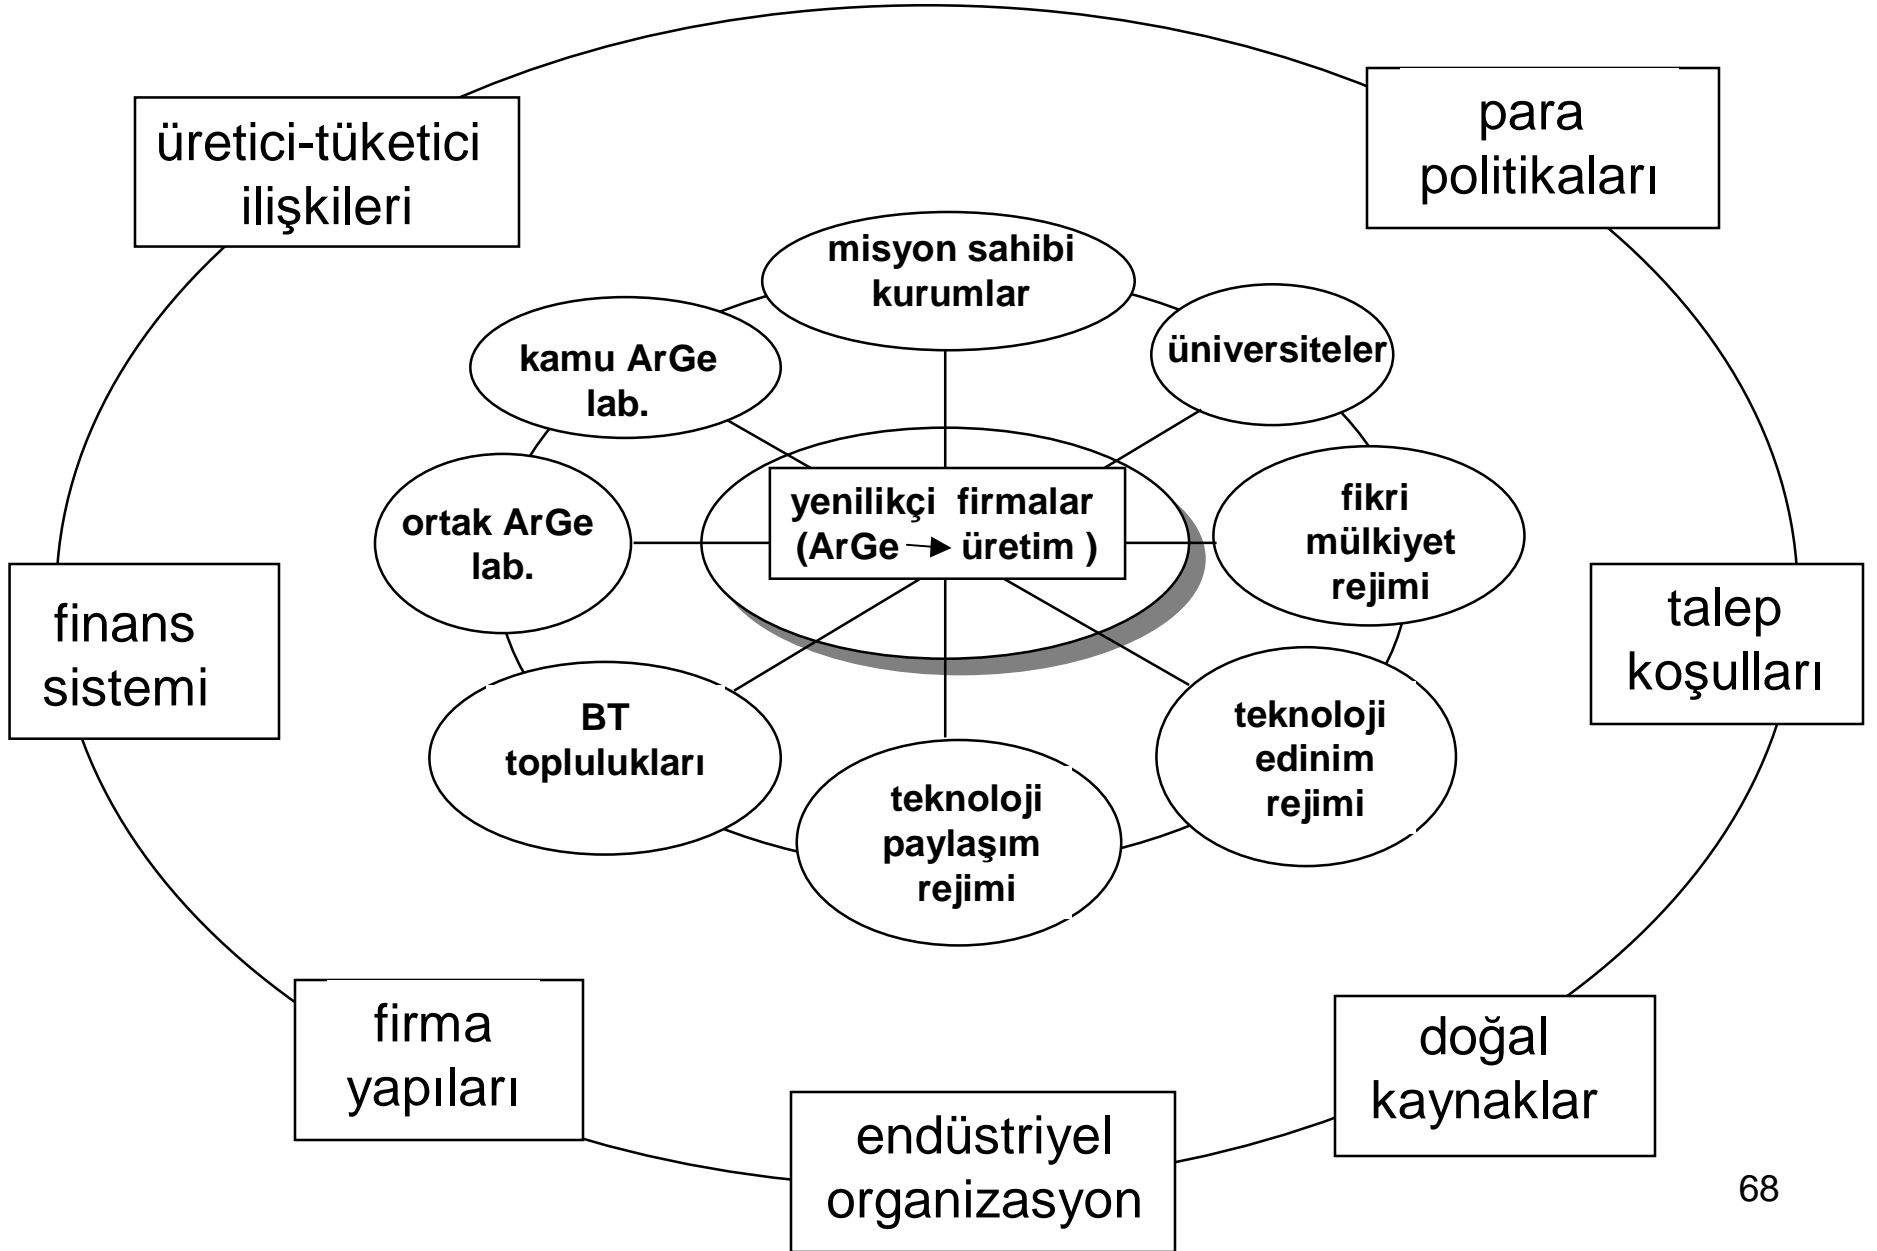 üretici-tüketici
ilişkileri
para
politikaları
misyon sahibi
kurumlar
kamu ArGe
lab.
üniversiteler
ortak ArGe
lab.
yenilikçi firmalar
(ArGe → üretim )
fikri
mülkiyet
rejimi
finans
sistemi
talep
koşulları
BT
toplulukları
teknoloji
paylaşım
rejimi
teknoloji
edinim
rejimi
firma
yapıları
endüstriyel
organizasyon
doğal
kaynaklar
68